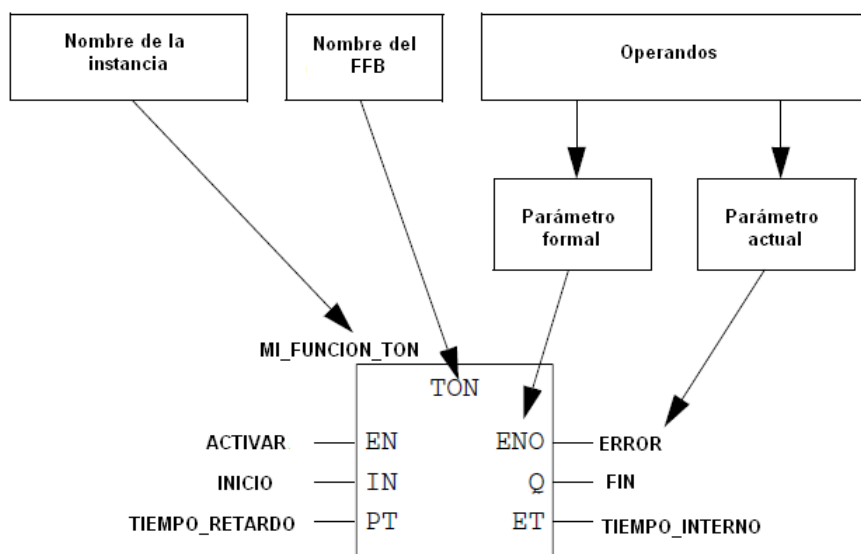 Nombre de la
instancia
Nombre del
FFB
Operandos
Parámetro
formal
Parámetro
actual
MI_FUNCION_TON
TON
ACTIVAR
EN
ENO
ERROR
INICIO
IN
Q
FIN
TIEMPO_RETARDO
PT
ET
TIEMPO_INTERNO